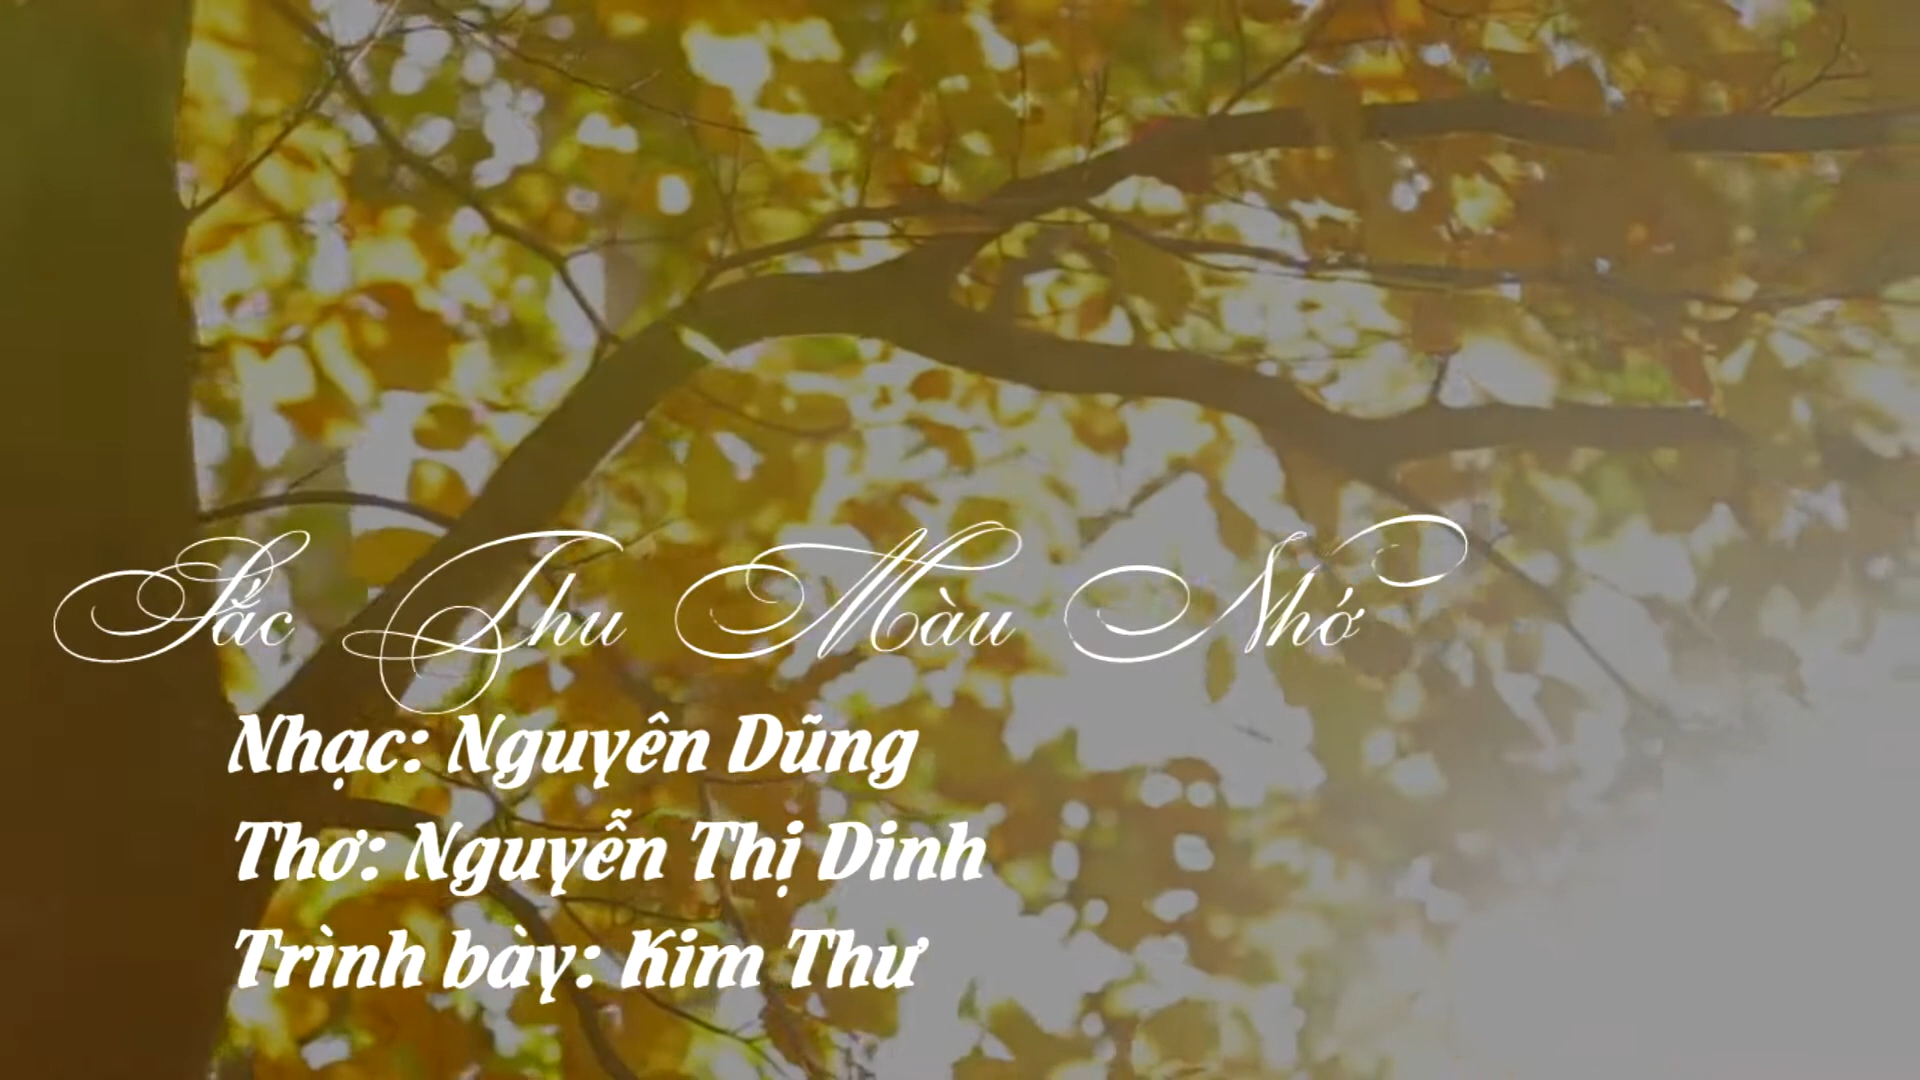 Sắc Thu Màu Nhớ
Nhạc: Nguyên Dũng
Thơ: Nguyễn Thị Dinh
Trình bày: Kim Thư